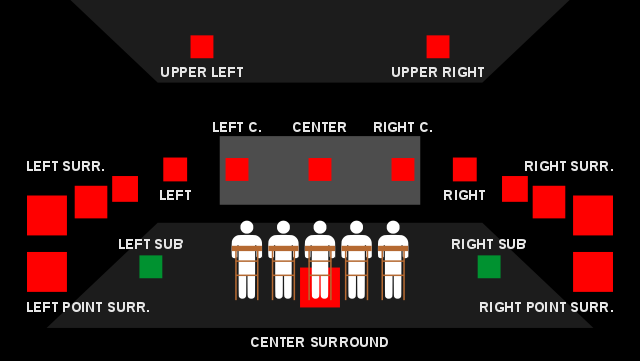 UPPER LEFT
UPPER RIGHT
LEFT C.
CENTER
RIGHT C.
LEFT SURR.
RIGHT SURR.
LEFT
RIGHT
LEFT SUB
RIGHT SUB
LEFT POINT SURR.
RIGHT POINT SURR.
CENTER SURROUND